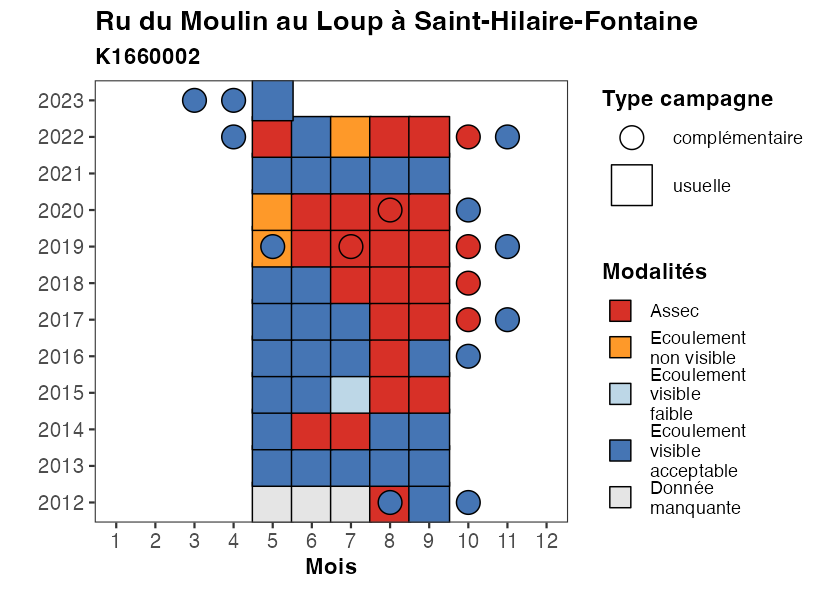 Ru du Moulin au Loup à Saint-Hilaire-Fontaine
K1660002
2023
2022
2021
2020
2019
2018
2017
2016
2015
2014
2013
2012
1 2 3 4 5 6 7 8 9 10 11 12
Mois
Type campagne
complémentaire
usuelle
Modalités
Assec
Ecoulement
non visible
Ecoulement
visible
faible
Ecoulement
visible
acceptable
Donnée
manquante